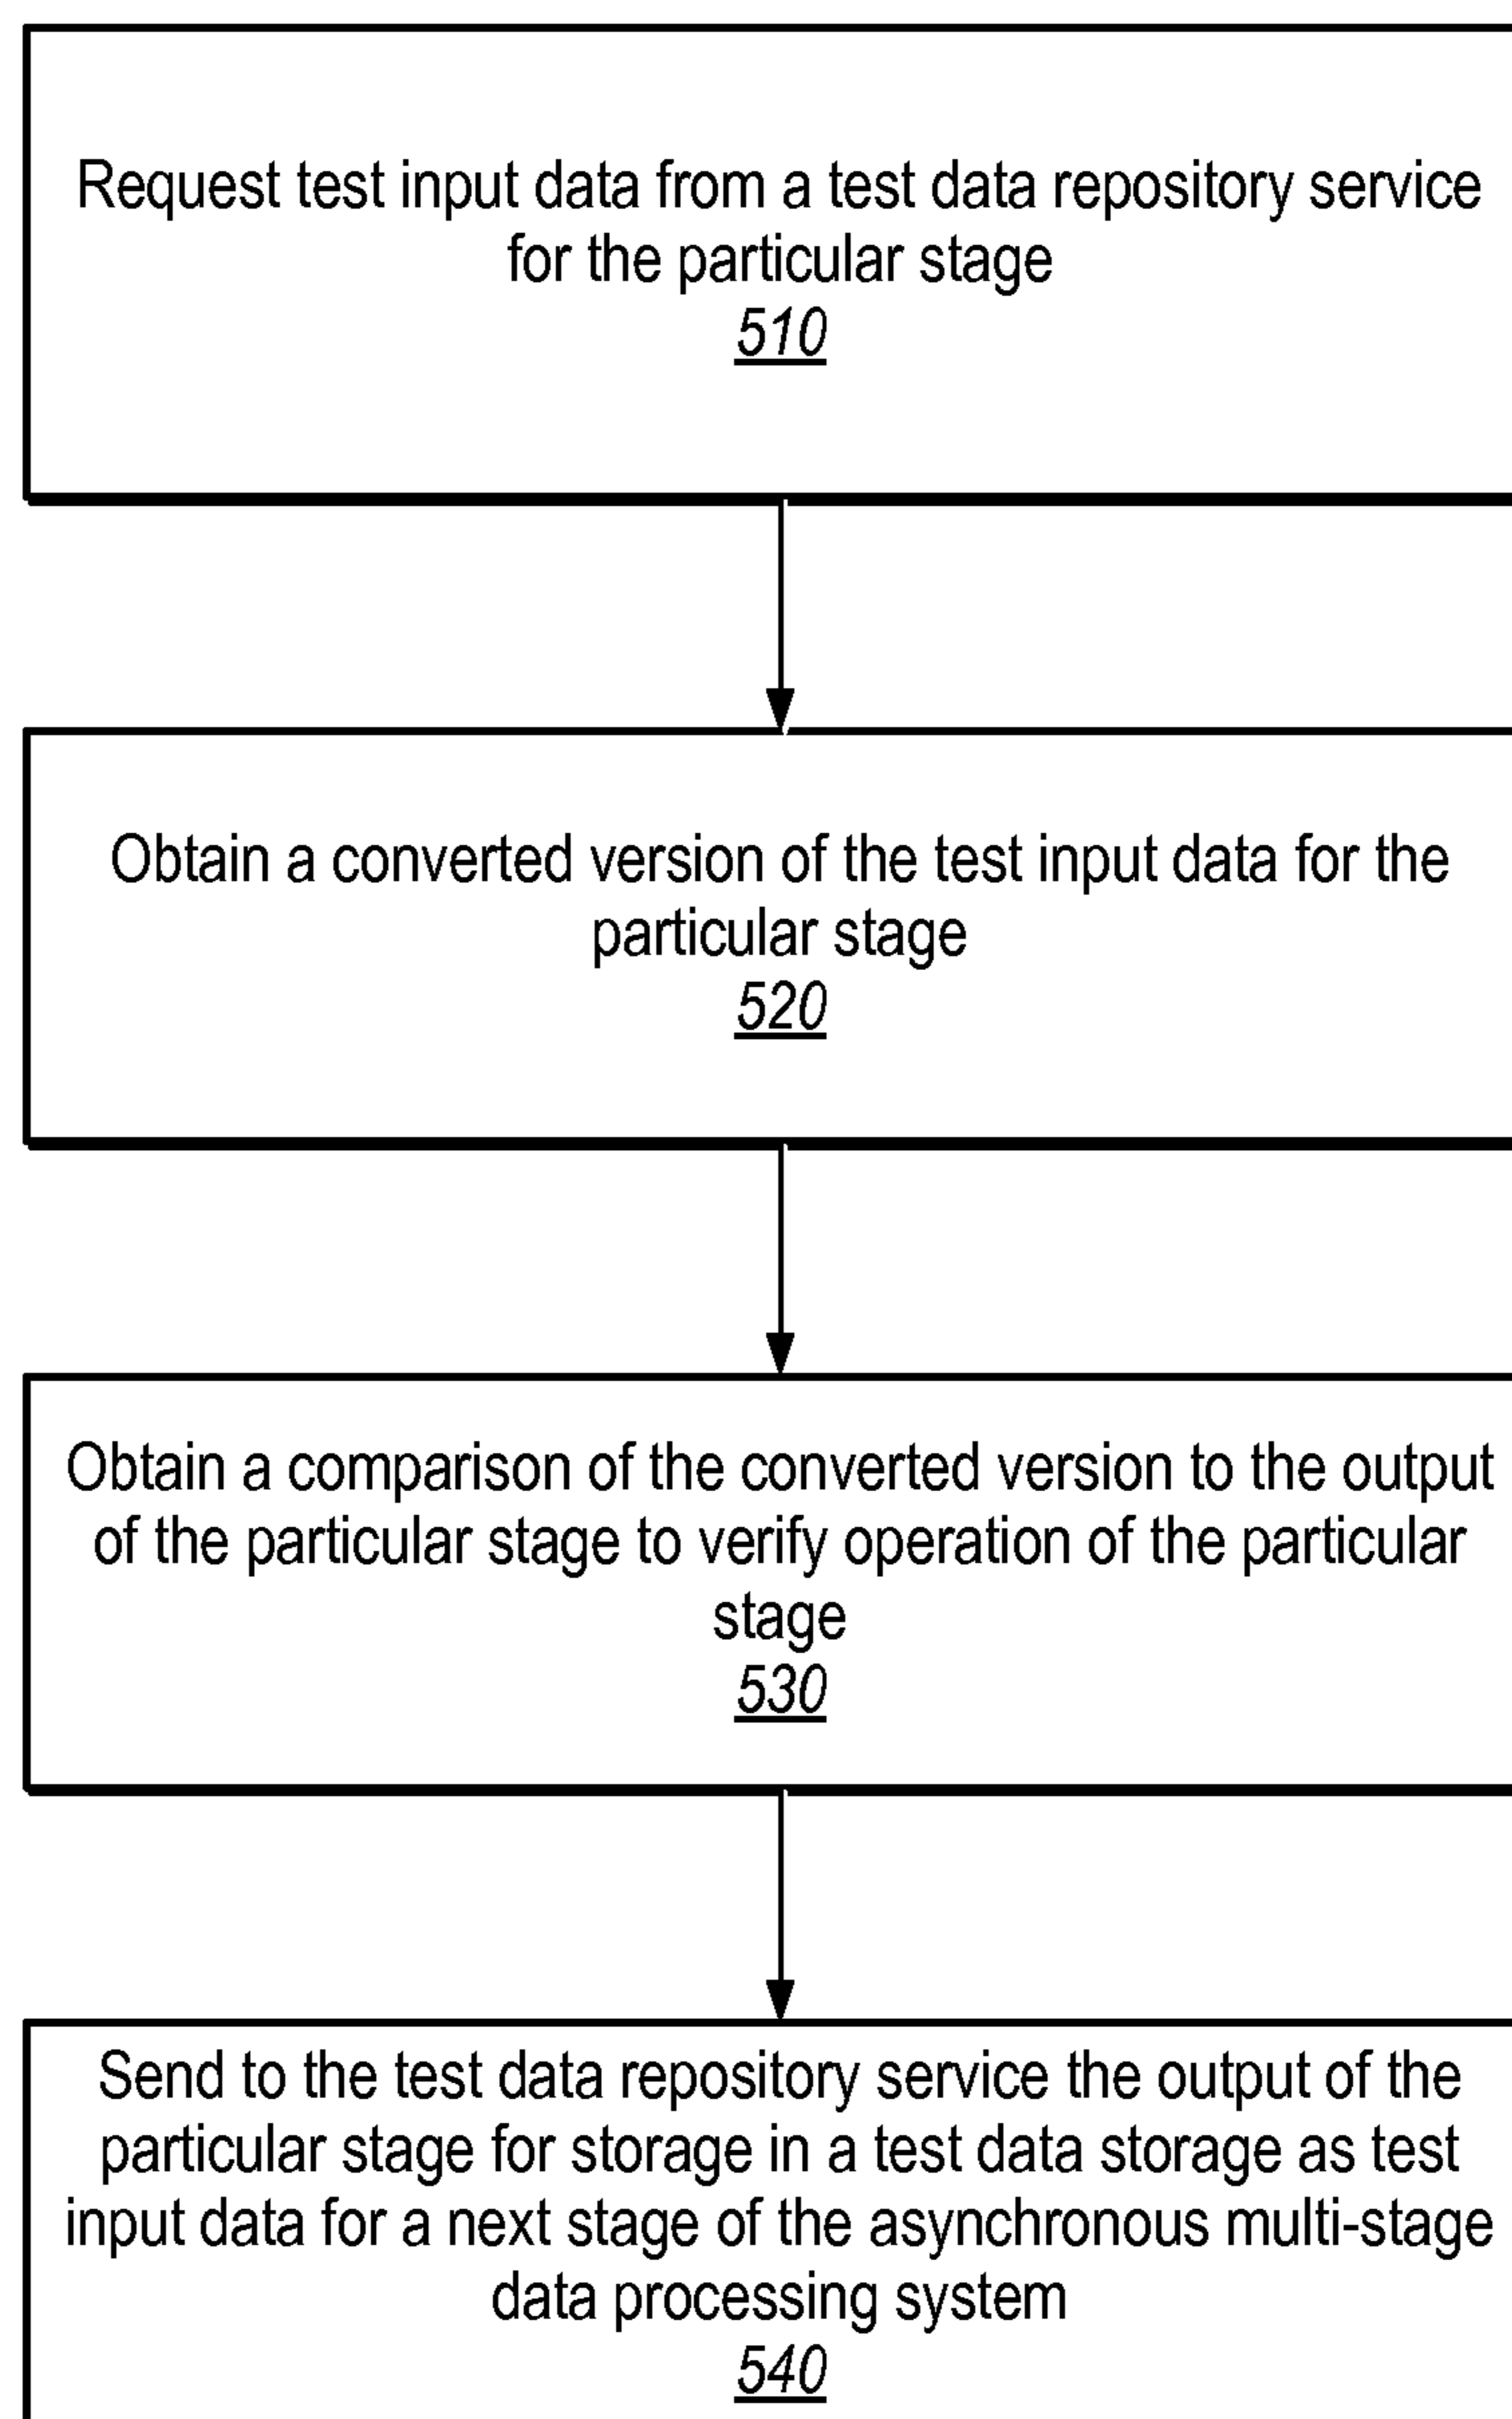 Request test input data from a test data repository service
for the particular stage
510
Obtain a converted version of the test input data for the
particular stage
520
Obtain a comparison of the converted version to the output
of the particular stage to verify operation of the particular
stage
530
Send to the test data repository service the output of the
particular stage for storage in a test data storage as test
input data for a next stage of the asynchronous multi-stage
data processing system
540